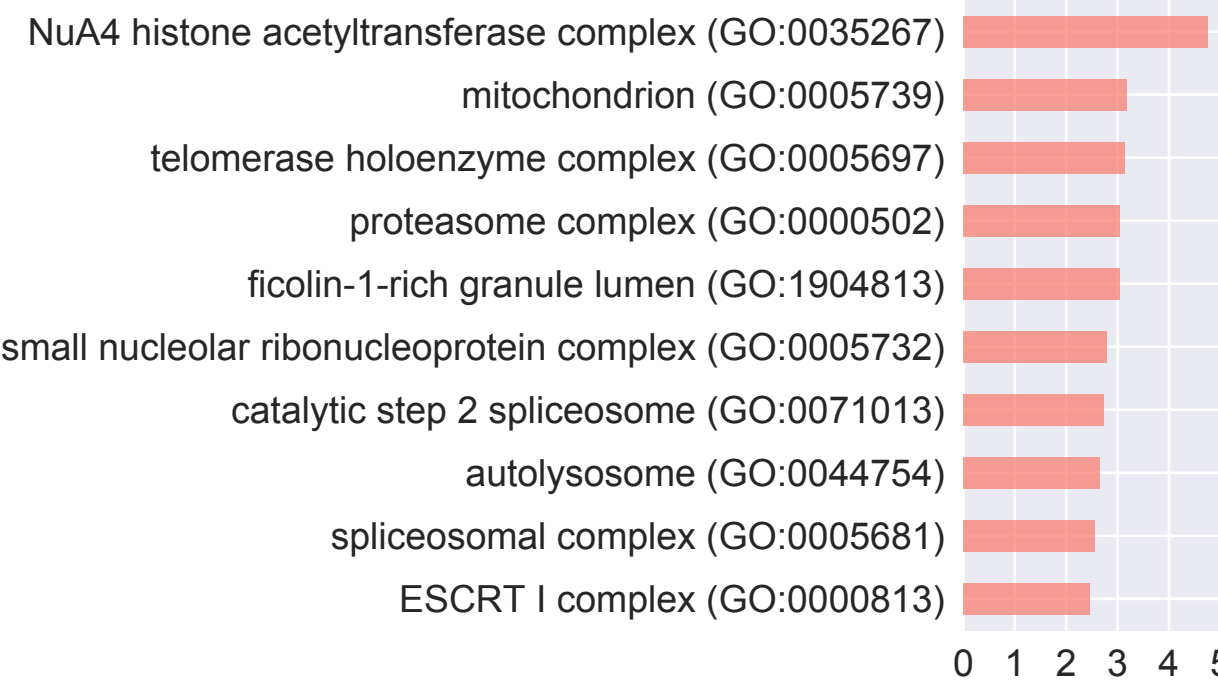 NuA4 histone acetyltransferase complex (GO:0035267)
mitochondrion (GO:0005739)
telomerase holoenzyme complex (GO:0005697)
proteasome complex (GO:0000502)
ficolin-1-rich granule lumen (GO:1904813)
small nucleolar ribonucleoprotein complex (GO:0005732)
catalytic step 2 spliceosome (GO:0071013)
autolysosome (GO:0044754)
spliceosomal complex (GO:0005681)
ESCRT I complex (GO:0000813)
0 1 2 3 4 5